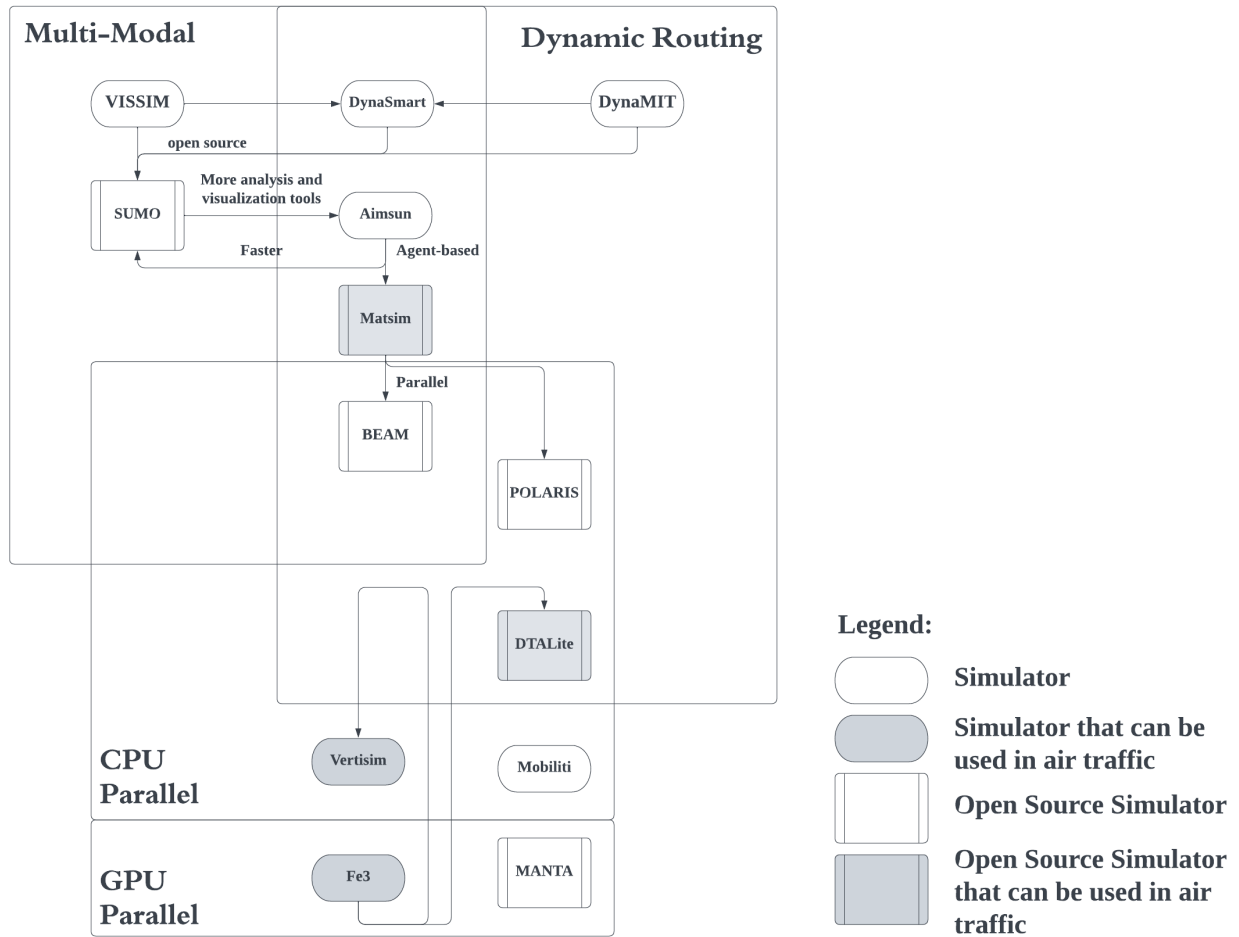 Multi-Modal
Dynamic Routing
VISSIM
DynaSmart
DynaMIT
open source
More analysis and
visualization tools
SUMO
Aimsun
Faster
Agent-based
Matsim
Parallel
BEAM
POLARIS
DTALite
CPU
Parallel
Vertisim
Mobiliti
GPU
Parallel
Fe3
MANTA
Legend:
Simulator
Simulator that can be
used in air traffic
Open Source Simulator
Open Source Simulator
that can be used in air
traffic